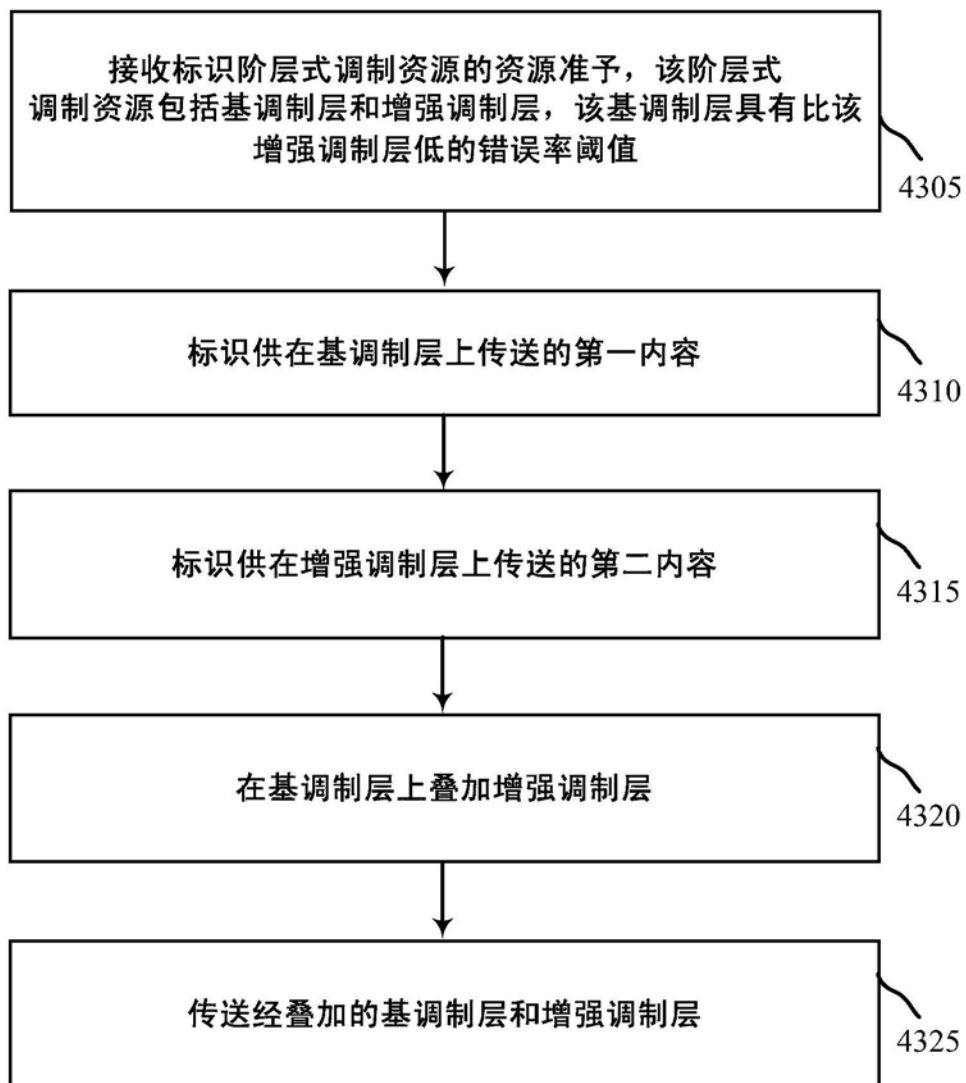 接收标识阶层式调制资源的资源准予，该阶层式
调制资源包括基调制层和增强调制层，该基调制层具有比该
增强调制层低的错误率阈值
4305
标识供在基调制层上传送的第一内容
4310
标识供在增强调制层上传送的第二内容
4315
在基调制层上叠加增强调制层
4320
传送经叠加的基调制层和增强调制层
4325